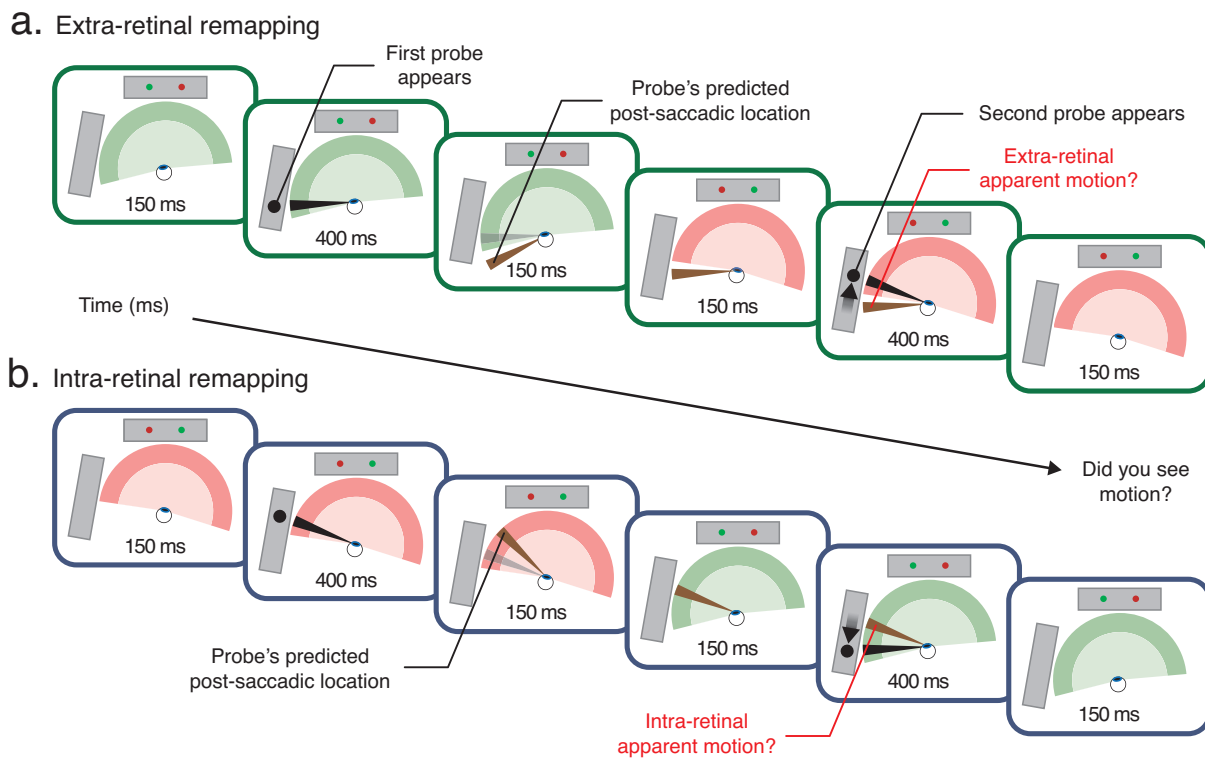 a. Extra-retinal remapping
First probe
appears
Probe's predicted
post-saccadic location
Second probe appears
Extra-retinal
apparent motion?
150 ms
400 ms
150 ms
150 ms
400 ms
150 ms
Time (ms)
Did you see
motion?
b. Intra-retinal remapping
150 ms
400 ms
150 ms
150 ms
400 ms
150 ms
Probe's predicted
post-saccadic location
Intra-retinal
apparent motion?